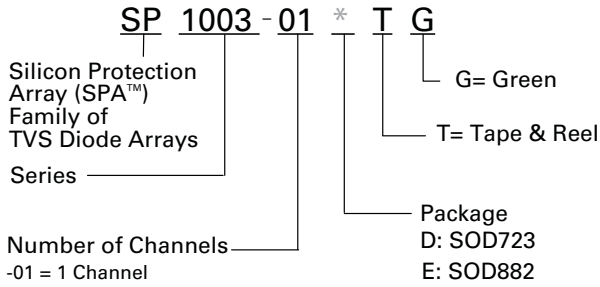 SP 1003 - 01 * T G
Silicon Protection
Array (SPA™)
Family of
TVS Diode Arrays
Series
Number of Channels
-01 = 1 Channel
G= Green
T= Tape & Reel
Package
D: SOD723
E: SOD882